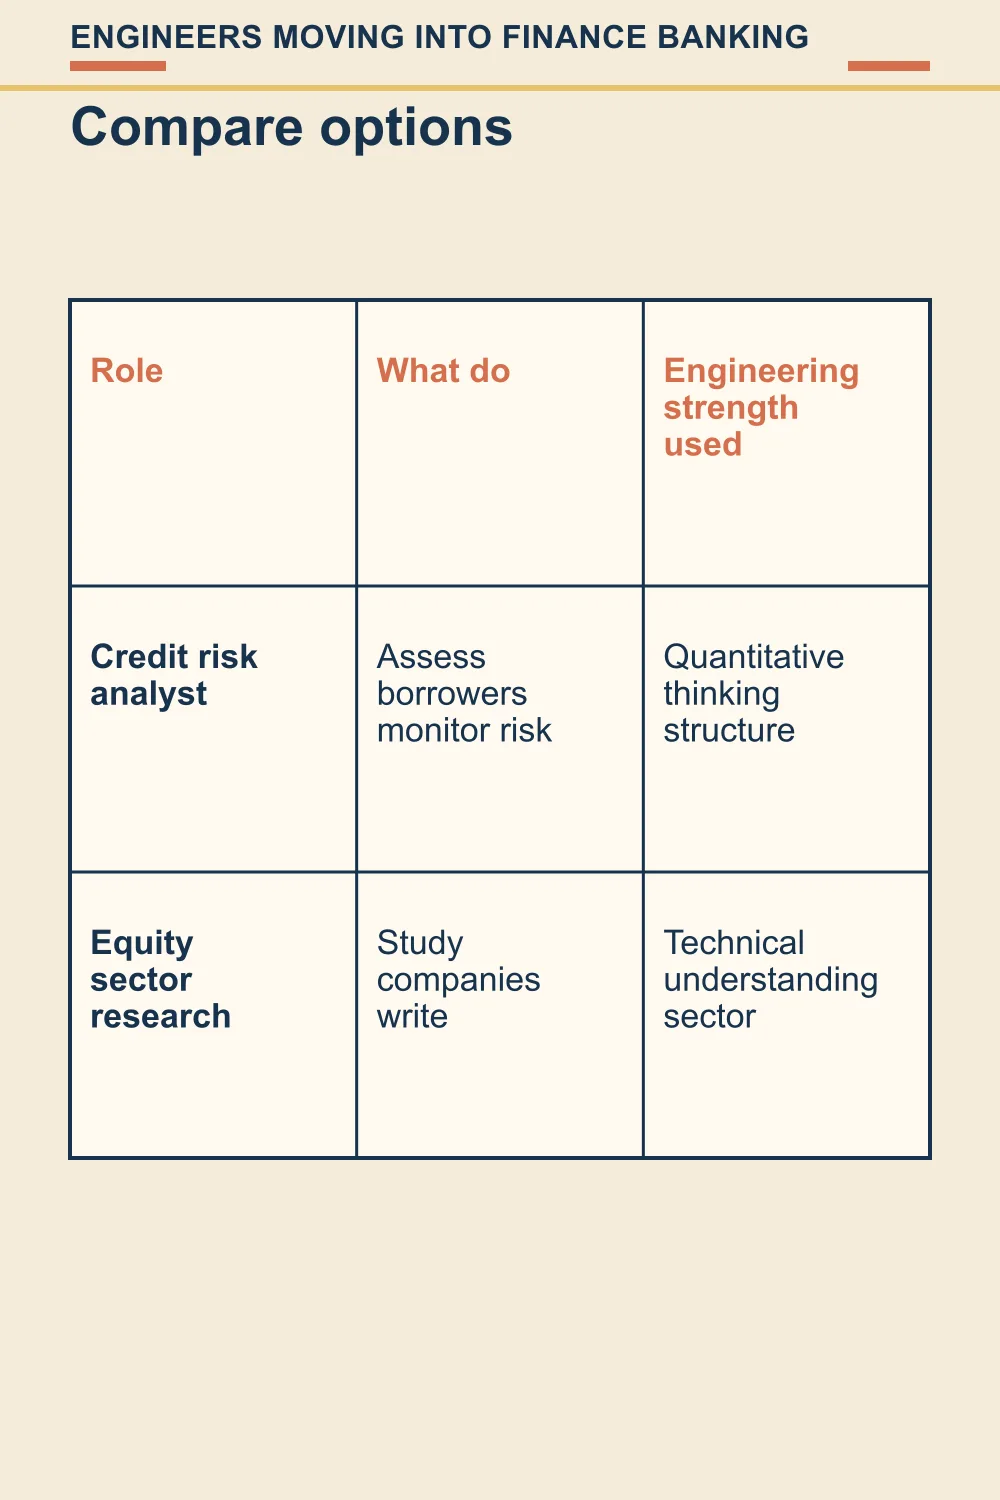 ENGINEERS MOVING INTO FINANCE BANKING
Compare options
Role
What do
Engineering
strength
used
Credit risk
analyst
Assess
borrowers
monitor risk
Quantitative
thinking
structure
Equity
sector
research
Study
companies
write
Technical
understanding
sector